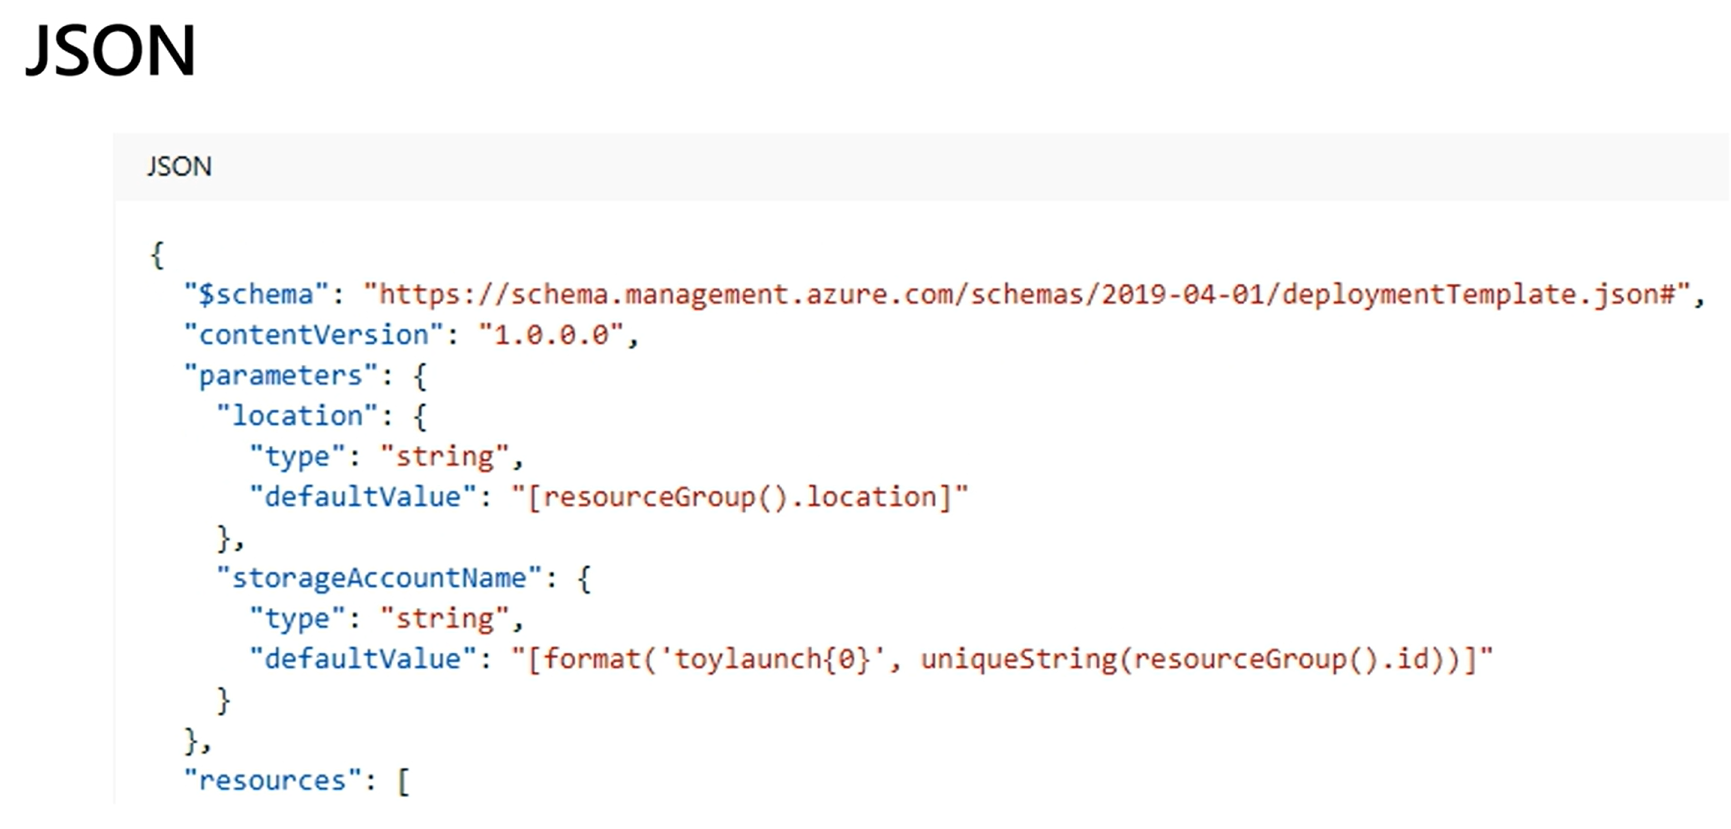 JSON
JSON
{
"$schema": "https://schema.management.azure.com/schemas/2019-04-01/deploymentTemplate.json#",
"contentVersion": "1.0.0.0",
"parameters": {
"location": {
"type": "string",
"defaultValue": "[resourceGroup().location]"
},
"storageAccountName": {
"type": "string",
"defaultValue": "[format('toylaunch{0}', uniqueString(resourceGroup().id))]"
}
},
"resources": [